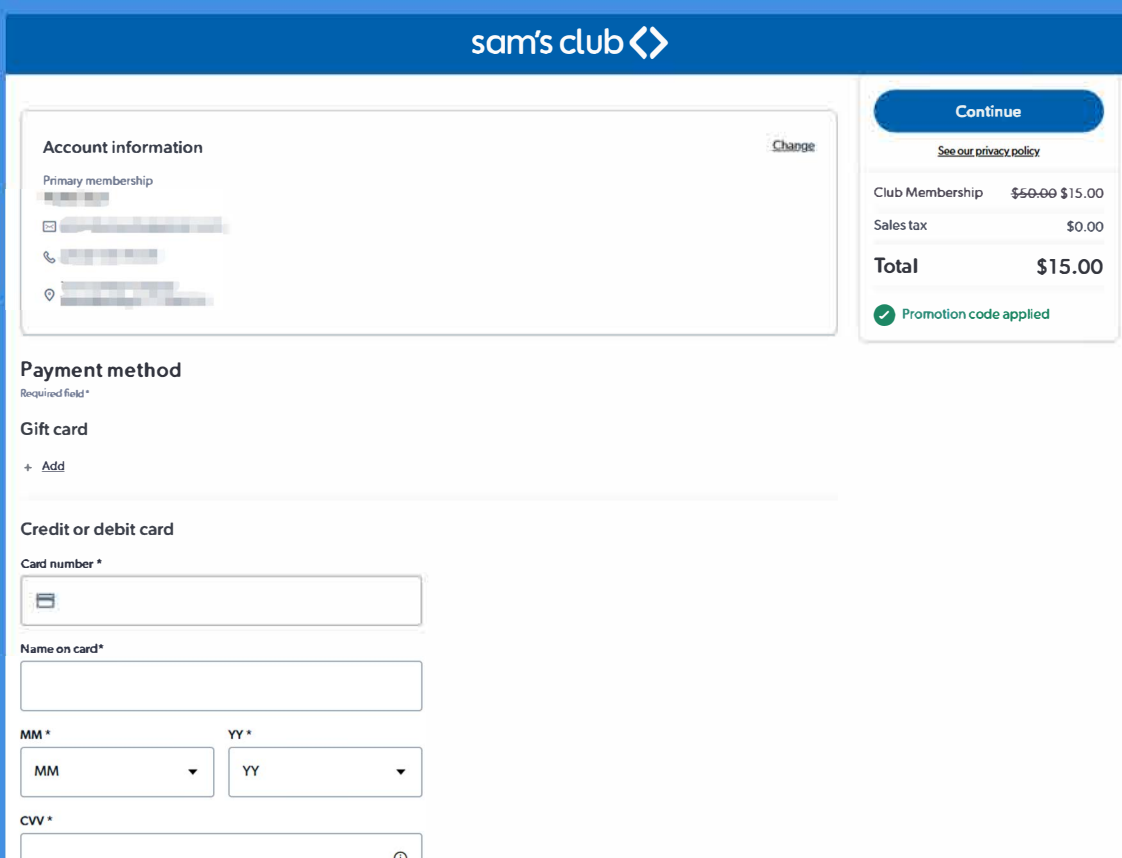 sam's club
Account information
Change
Primary membership
Payment method
Required field*
Gift card
+ Add
Credit or debit card
Card number *
Name on card*
MM *
YY *
MM
YY
CVV *
Continue
See our privacy policy
Club Membership $50.00 $15.00
Sales tax $0.00
Total $15.00
Promotion code applied